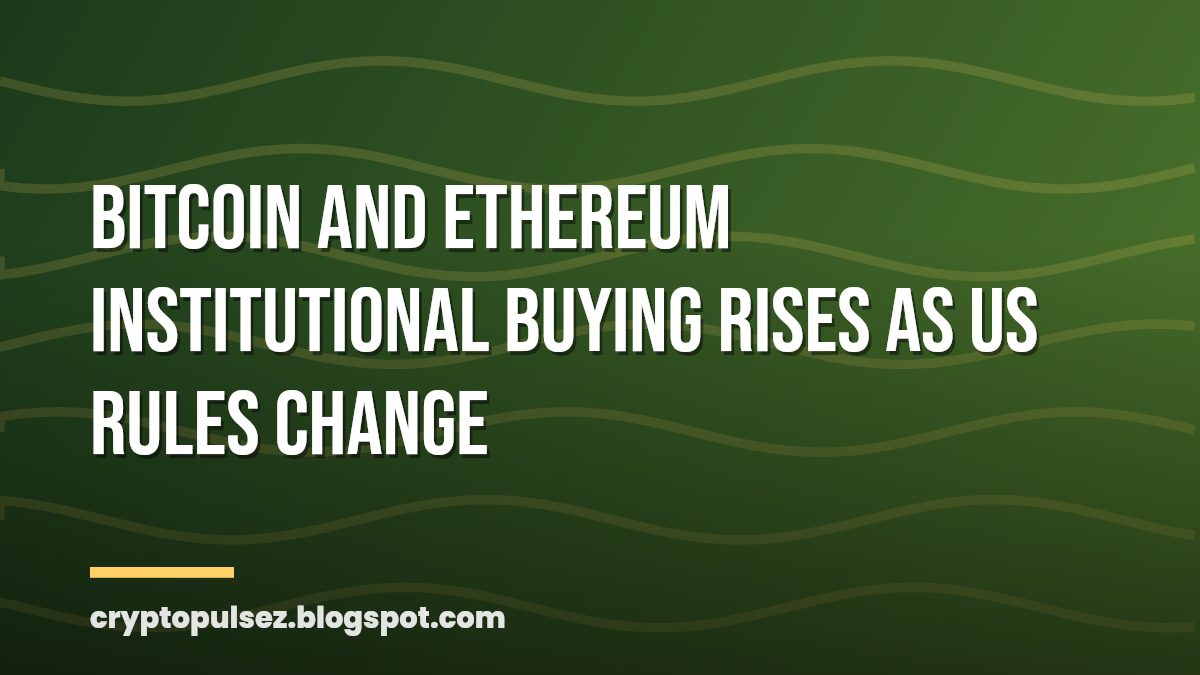 BITCOIN AND ETHEREUM
INSTITUTIONAL BUYING RISES AS US
RULES CHANGE
cryptopulsez.blogspot.com